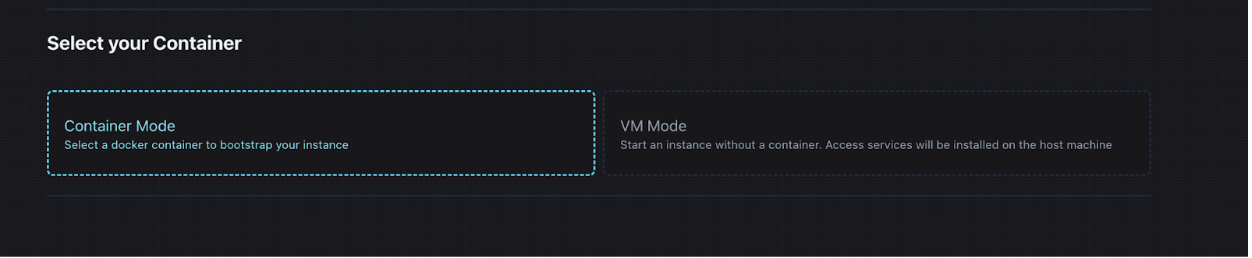 Select your Container
Container Mode
Select a docker container to bootstrap your instance
VM Mode
Start an instance without a container. Access services will be installed on the host machine